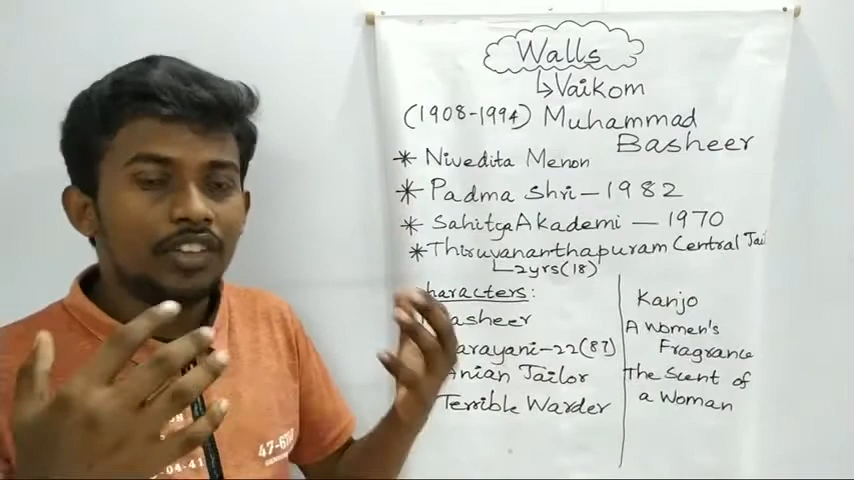 Walls
↳Vaikom
(1908-1994) Muhammad
Basheer
* Nivedita Menon
* Padma Shri - 1982
* Sahitya Akademi - 1970
* Thiruvananthapuram Central Jail
2yrs(18)
haracters:
asheer
arayani-22(87)
Anian Tailor
Terrible Warder
Kanjo
A Women's
Fragrance
The Scent of
a Woman